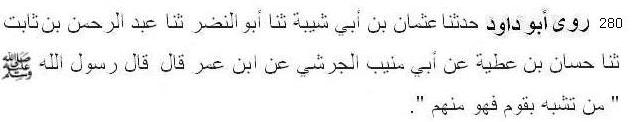 280 روى أبو داود حدثنا عثمان بن أبي شيبة ثنا أبو النضر ثنا عبد الرحمن بن ثابت
ثنا حسان بن عطية عن أبي منيب الجرشي عن ابن عمر قال قال رسول الله ﷺ
" من تشبه بقوم فهو منهم ".